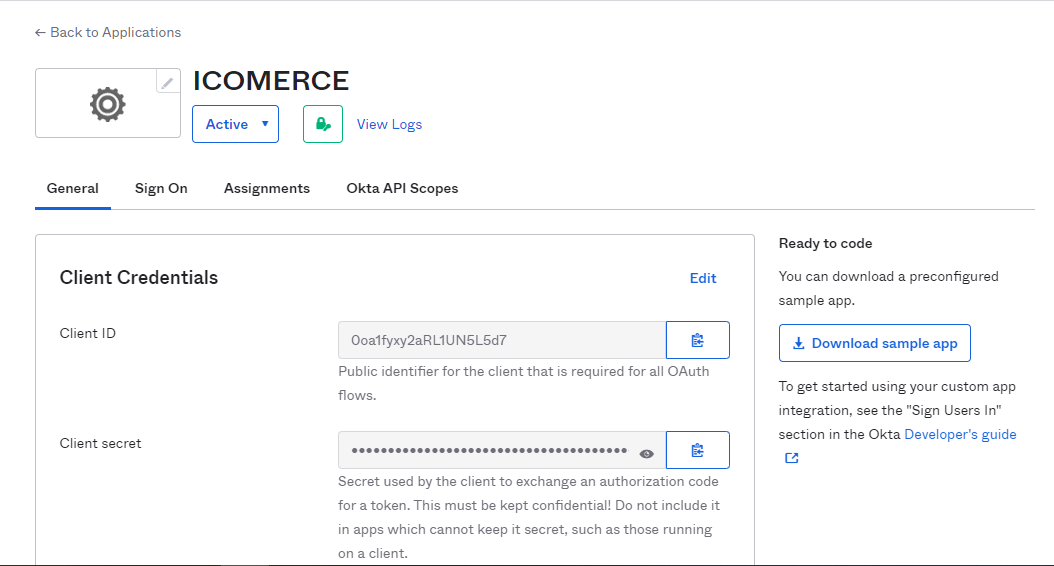 ← Back to Applications
ICOMERCE
Active ▼
View Logs
General
Sign On
Assignments
Okta API Scopes
Client Credentials
Edit
Client ID
0oa1fyxy2aRL1UN5L5d7
Public identifier for the client that is required for all OAuth
flows.
Client secret
••••••••••••••••••••••••••••••••••••••
Secret used by the client to exchange an authorization code
for a token. This must be kept confidential! Do not include it
in apps which cannot keep it secret, such as those running
on a client.
Ready to code
You can download a preconfigured
sample app.
Download sample app
To get started using your custom app
integration, see the "Sign Users In"
section in the Okta Developer's guide